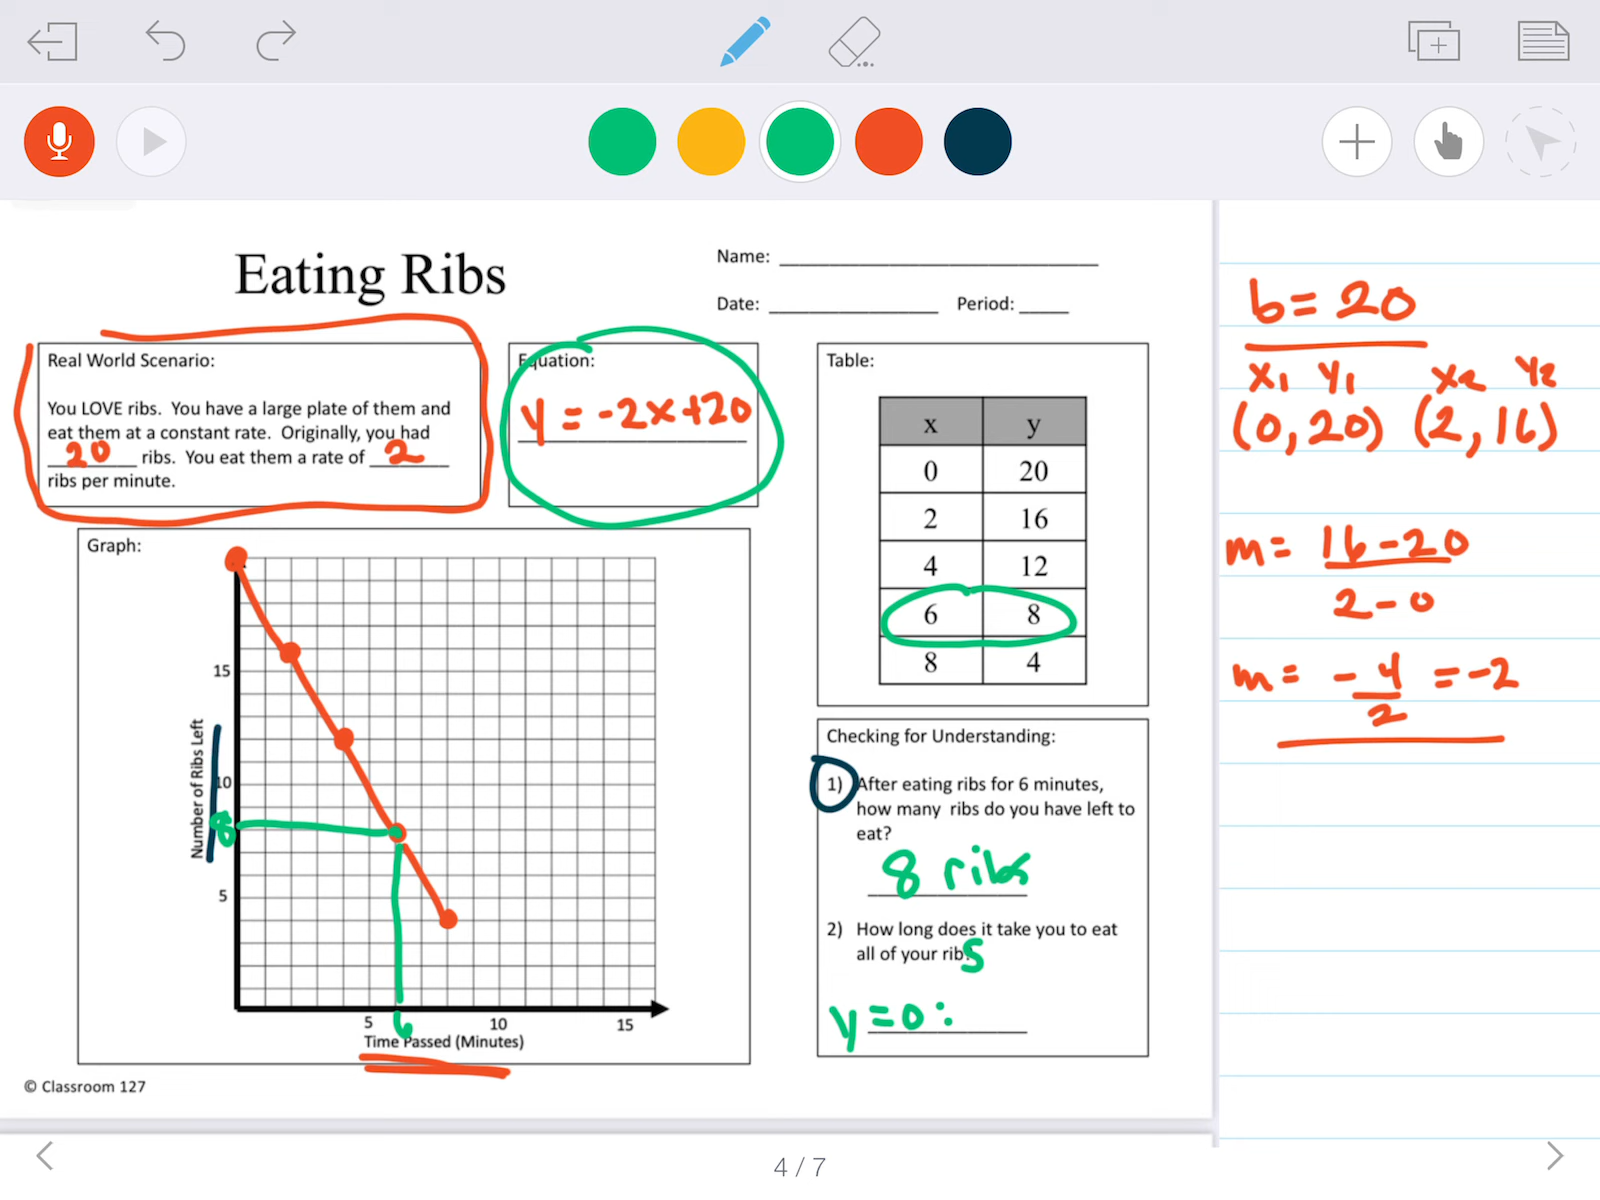 Eating Ribs
Name:
Date: Period:
Real World Scenario:
You LOVE ribs. You have a large plate of them and
eat them at a constant rate. Originally, you had
20 ribs. You eat them a rate of 2
ribs per minute.
Equation:
y = -2x+20
Table:
x y
0 20
2 16
4 12
6 8
8 4
Graph:
Number of Ribs Left
15
10
8
5
5 6 10 15
Time Passed (Minutes)
Checking for Understanding:
1) After eating ribs for 6 minutes,
how many ribs do you have left to
eat?
8 ribs
2) How long does it take you to eat
all of your ribs
y=0:
© Classroom 127
b=20
x1 y1 x2 y2
(0,20) (2,16)
m= 16-20
2-0
m= -4 = -2
2
4 / 7